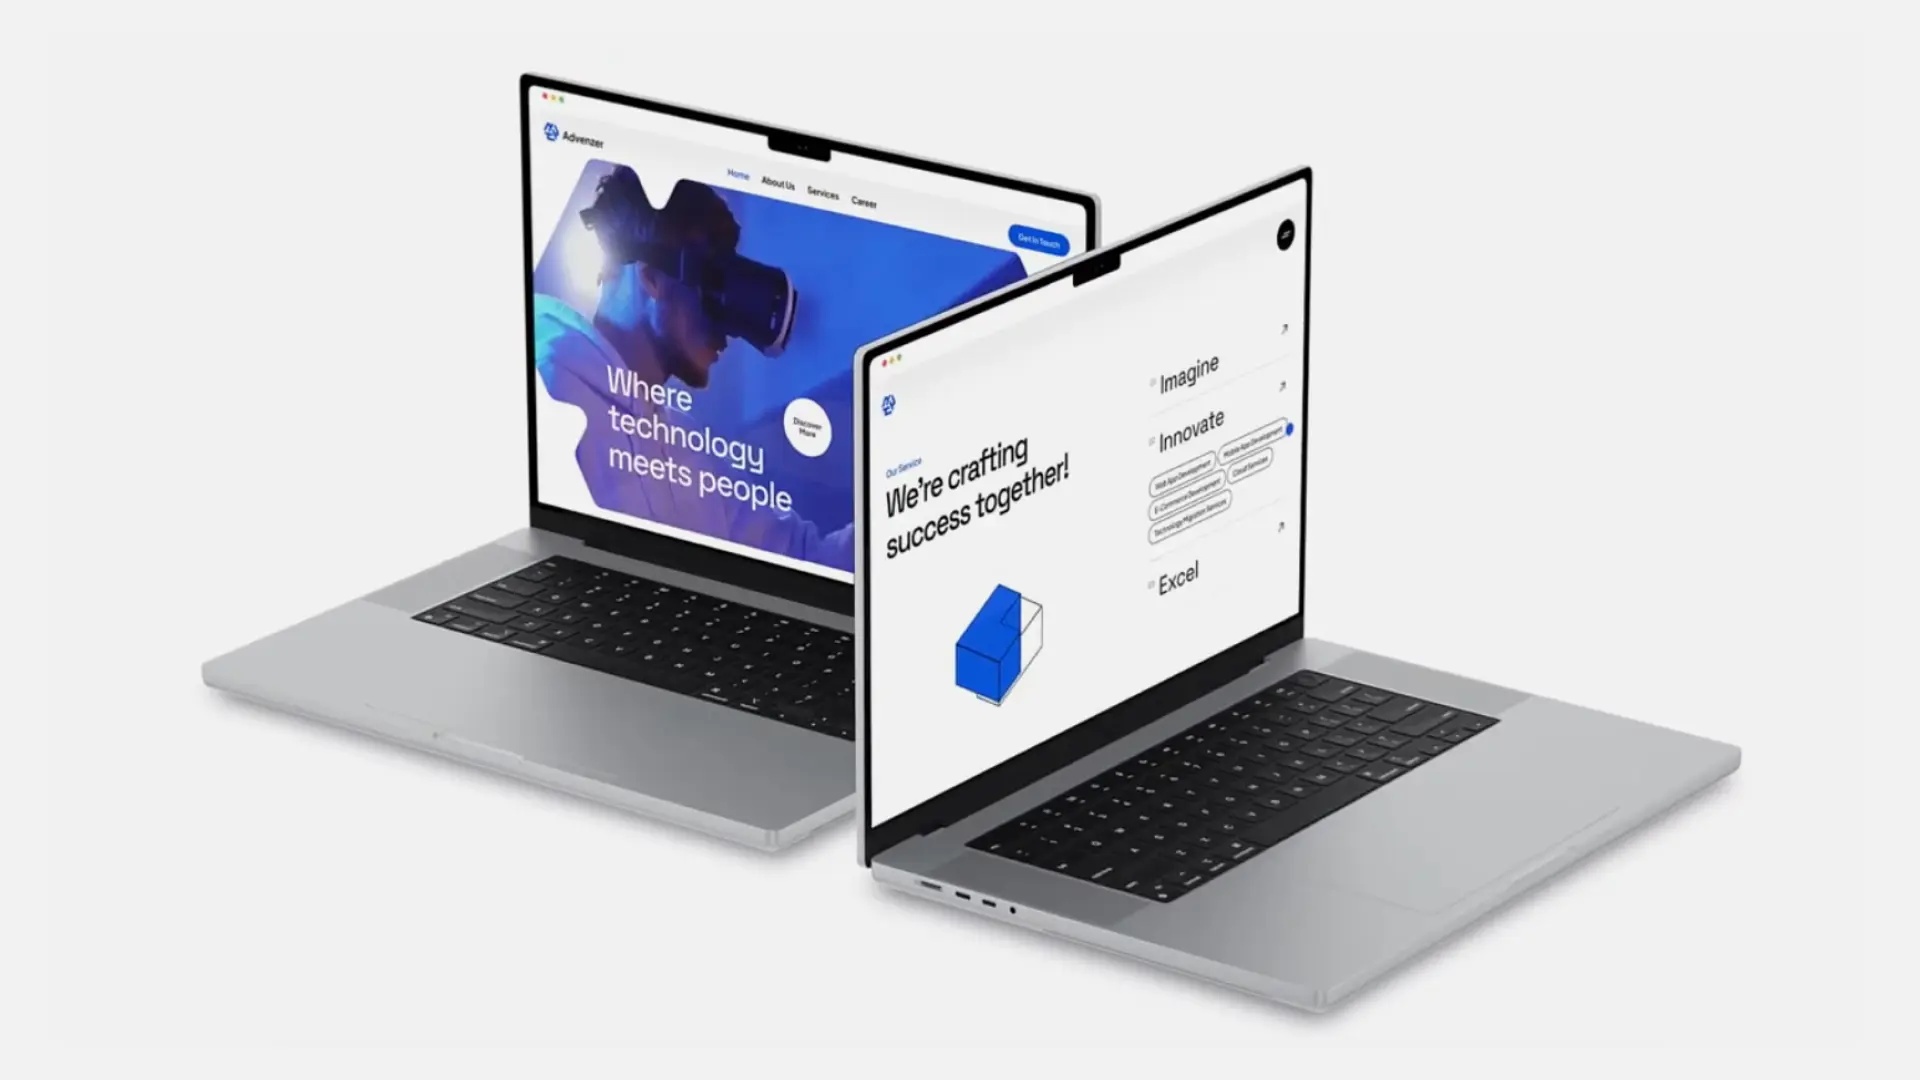 Advenzer
Home
About Us
Services
Career
Get In Touch
Where
technology
meets people
Discover
More
Our Service
We're crafting
success together!
Imagine
Innovate
Web App Development
Mobile App Development
E-Commerce Development
Cloud Services
Technology Migration Services
Excel